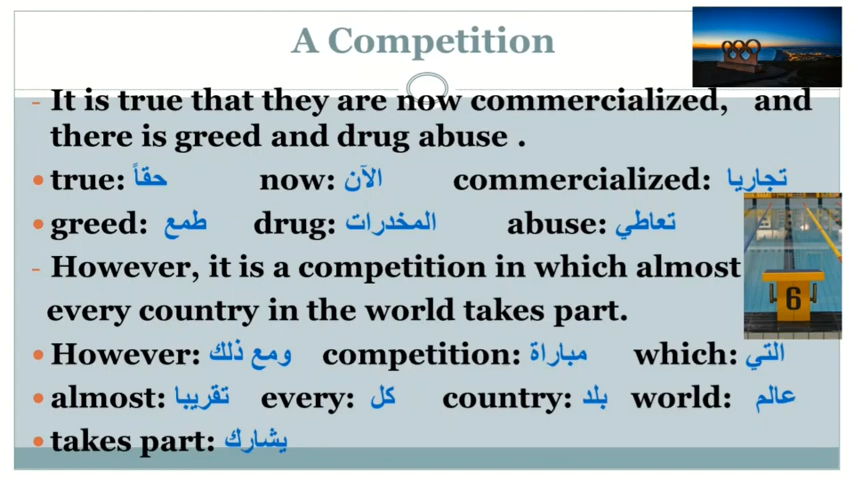 A Competition
- It is true that they are now commercialized, and
there is greed and drug abuse .
• true: حقاً now: الآن commercialized: تجاريا
• greed: طمع drug: المخدرات abuse: تعاطي
- However, it is a competition in which almost
every country in the world takes part.
• However: ومع ذلك competition: مباراة which: التي
• almost: تقريبا every: كل country: بلد world: عالم
• takes part: يشارك
6